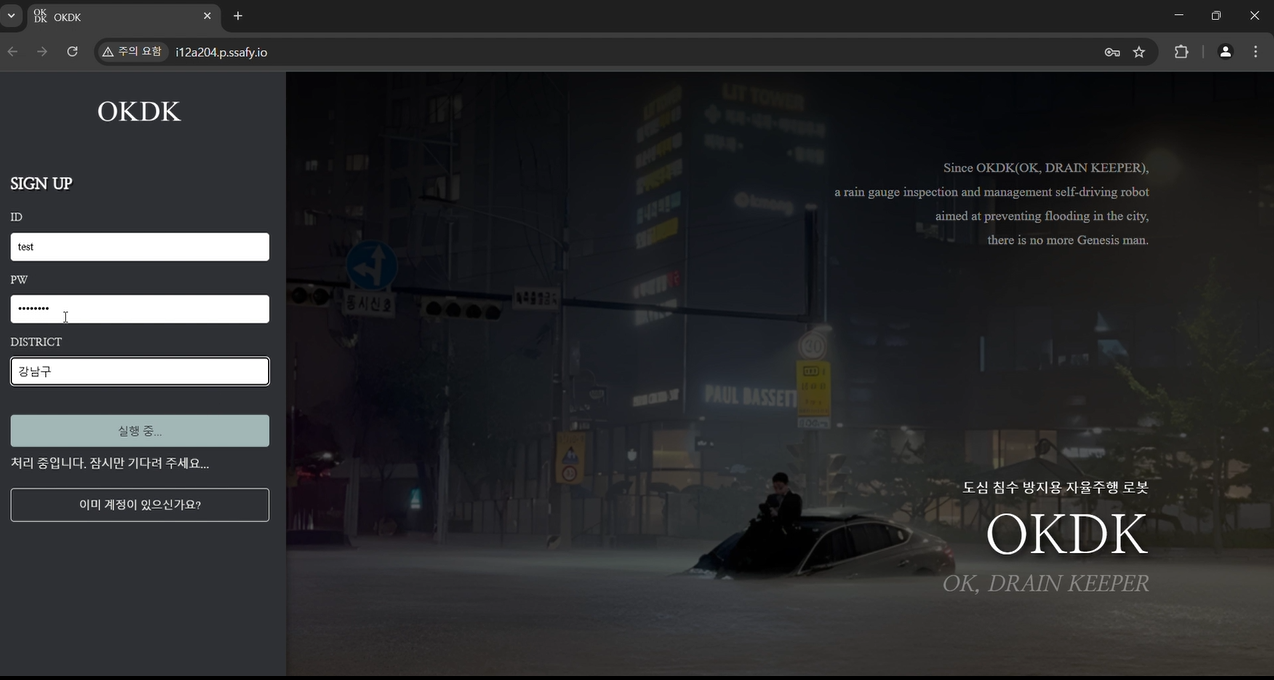 OK
DK
OKDK
주의 요함
i12a204.p.ssafy.io
OKDK
SIGN UP
ID
test
PW
••••••••
DISTRICT
강남구
실행 중...
처리 중입니다. 잠시만 기다려 주세요...
이미 계정이 있으신가요?
LIT TOWER
Since OKDK(OK, DRAIN KEEPER),
a rain gauge inspection and management self-driving robot
aimed at preventing flooding in the city,
there is no more Genesis man.
동시신호
PAUL BASSETT
도심 침수 방지용 자율주행 로봇
OKDK
OK, DRAIN KEEPER